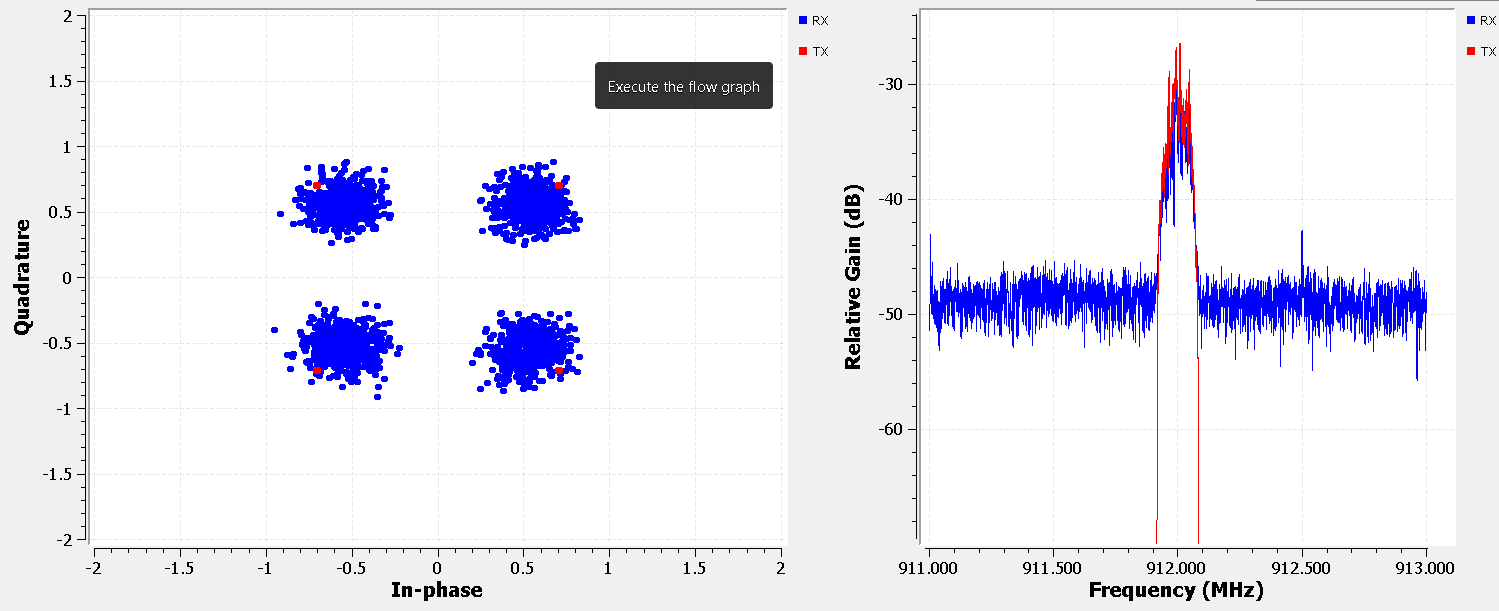 2
1.5
1
0.5
0
-0.5
-1
-1.5
-2
Quadrature
-2 -1.5 -1 -0.5 0 0.5 1 1.5 2
In-phase
RX
TX
Execute the flow graph
-30
-40
-50
-60
Relative Gain (dB)
911.000 911.500 912.000 912.500 913.000
Frequency (MHz)
RX
TX